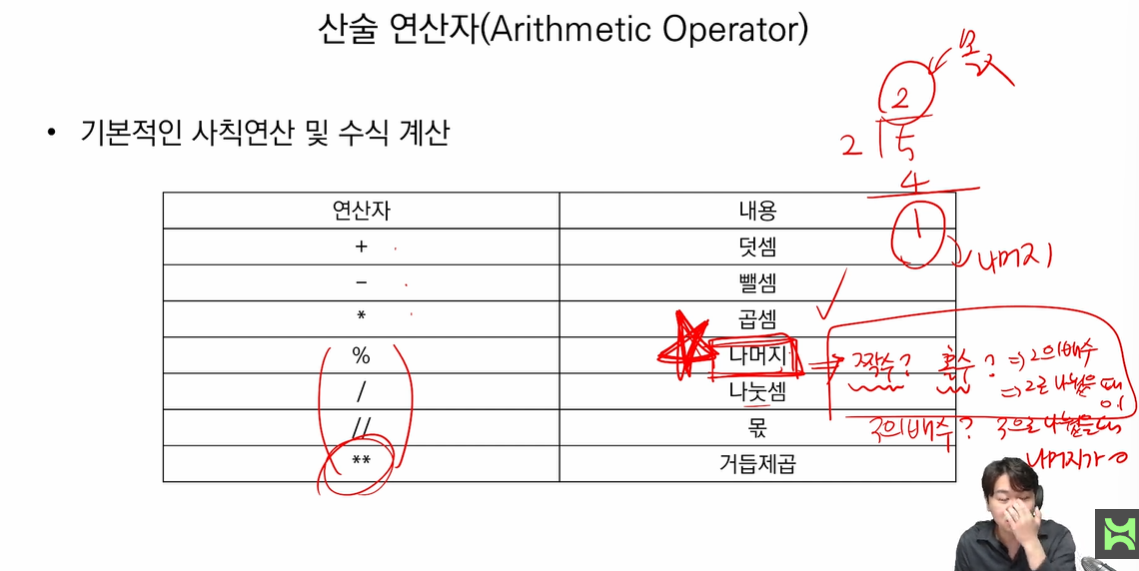 산술 연산자(Arithmetic Operator)
몫
2
2 5
4
1
나머지
• 기본적인 사칙연산 및 수식 계산
연산자 내용
+ 덧셈
- 뺄셈
* 곱셈
% 나머지
/ 나눗셈
// 몫
** 거듭제곱
⇒ 짝수? 홀수? ⇒ 2의배수
⇒ 2로 나눴을 때
0
3의배수? 3으로 나눴을 때
나머지가 0